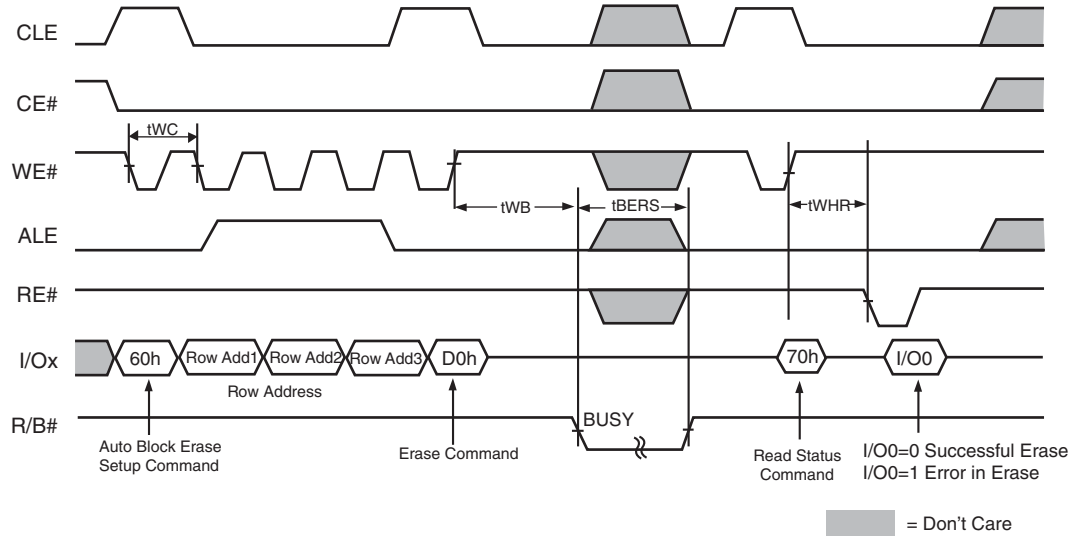 CLE
CE#
tWC
WE#
tWB
tBERS
tWHR
ALE
RE#
I/Ox
60h
Row Add1
Row Add2
Row Add3
D0h
70h
I/O0
Row Address
R/B#
BUSY
Auto Block Erase
Setup Command
Erase Command
Read Status
Command
I/O0=0 Successful Erase
I/O0=1 Error in Erase
= Don't Care